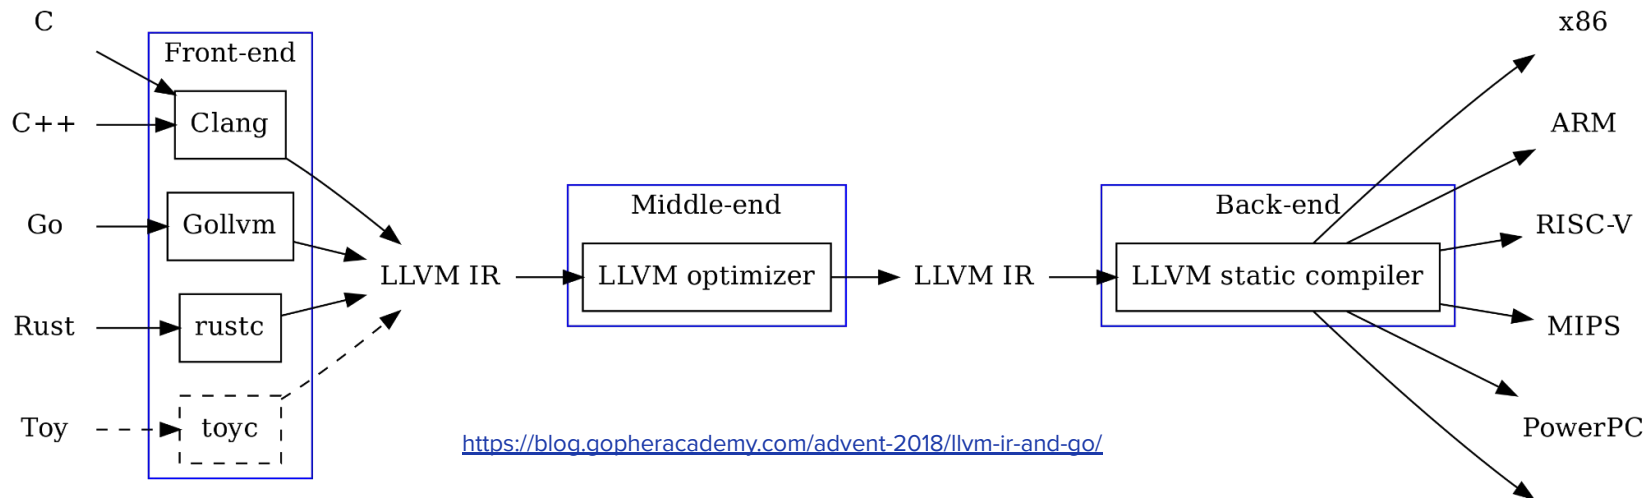 C
C++
Go
Rust
Toy
Front-end
Clang
Gollvm
rustc
toyc
LLVM IR
Middle-end
LLVM optimizer
LLVM IR
Back-end
LLVM static compiler
x86
ARM
RISC-V
MIPS
PowerPC
https://blog.gopheracademy.com/advent-2018/llvm-ir-and-go/